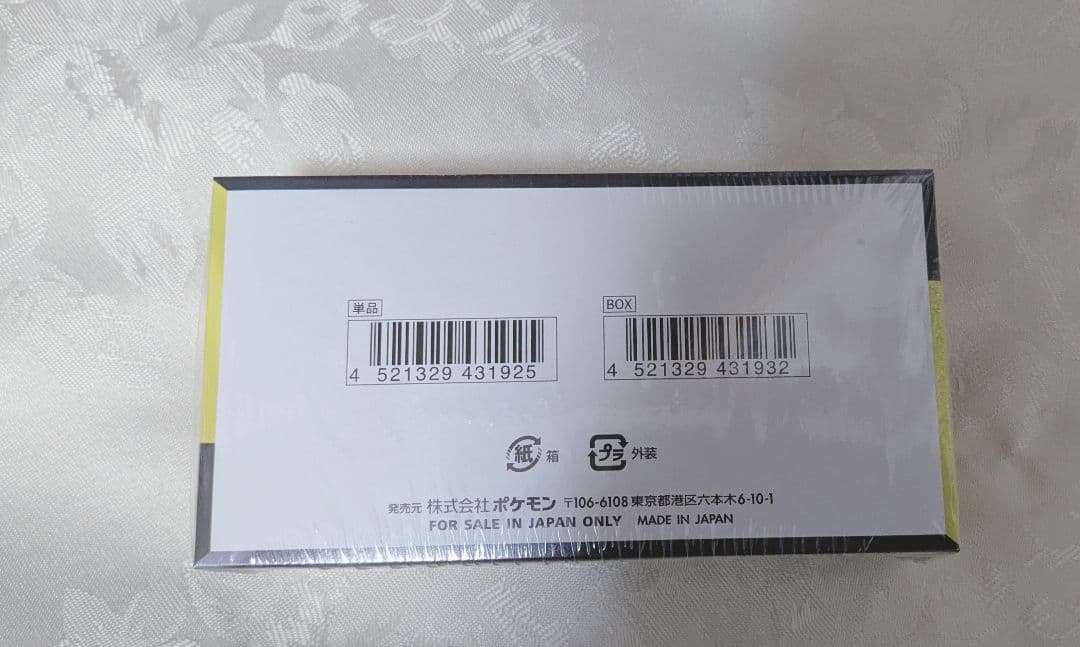 単品
BOX
4 521329 431925
4 521329 431932
紙 箱
プラ 外装
発売元 株式会社 ポケモン 〒106-6108 東京都港区六本木6-10-1
FOR SALE IN JAPAN ONLY MADE IN JAPAN